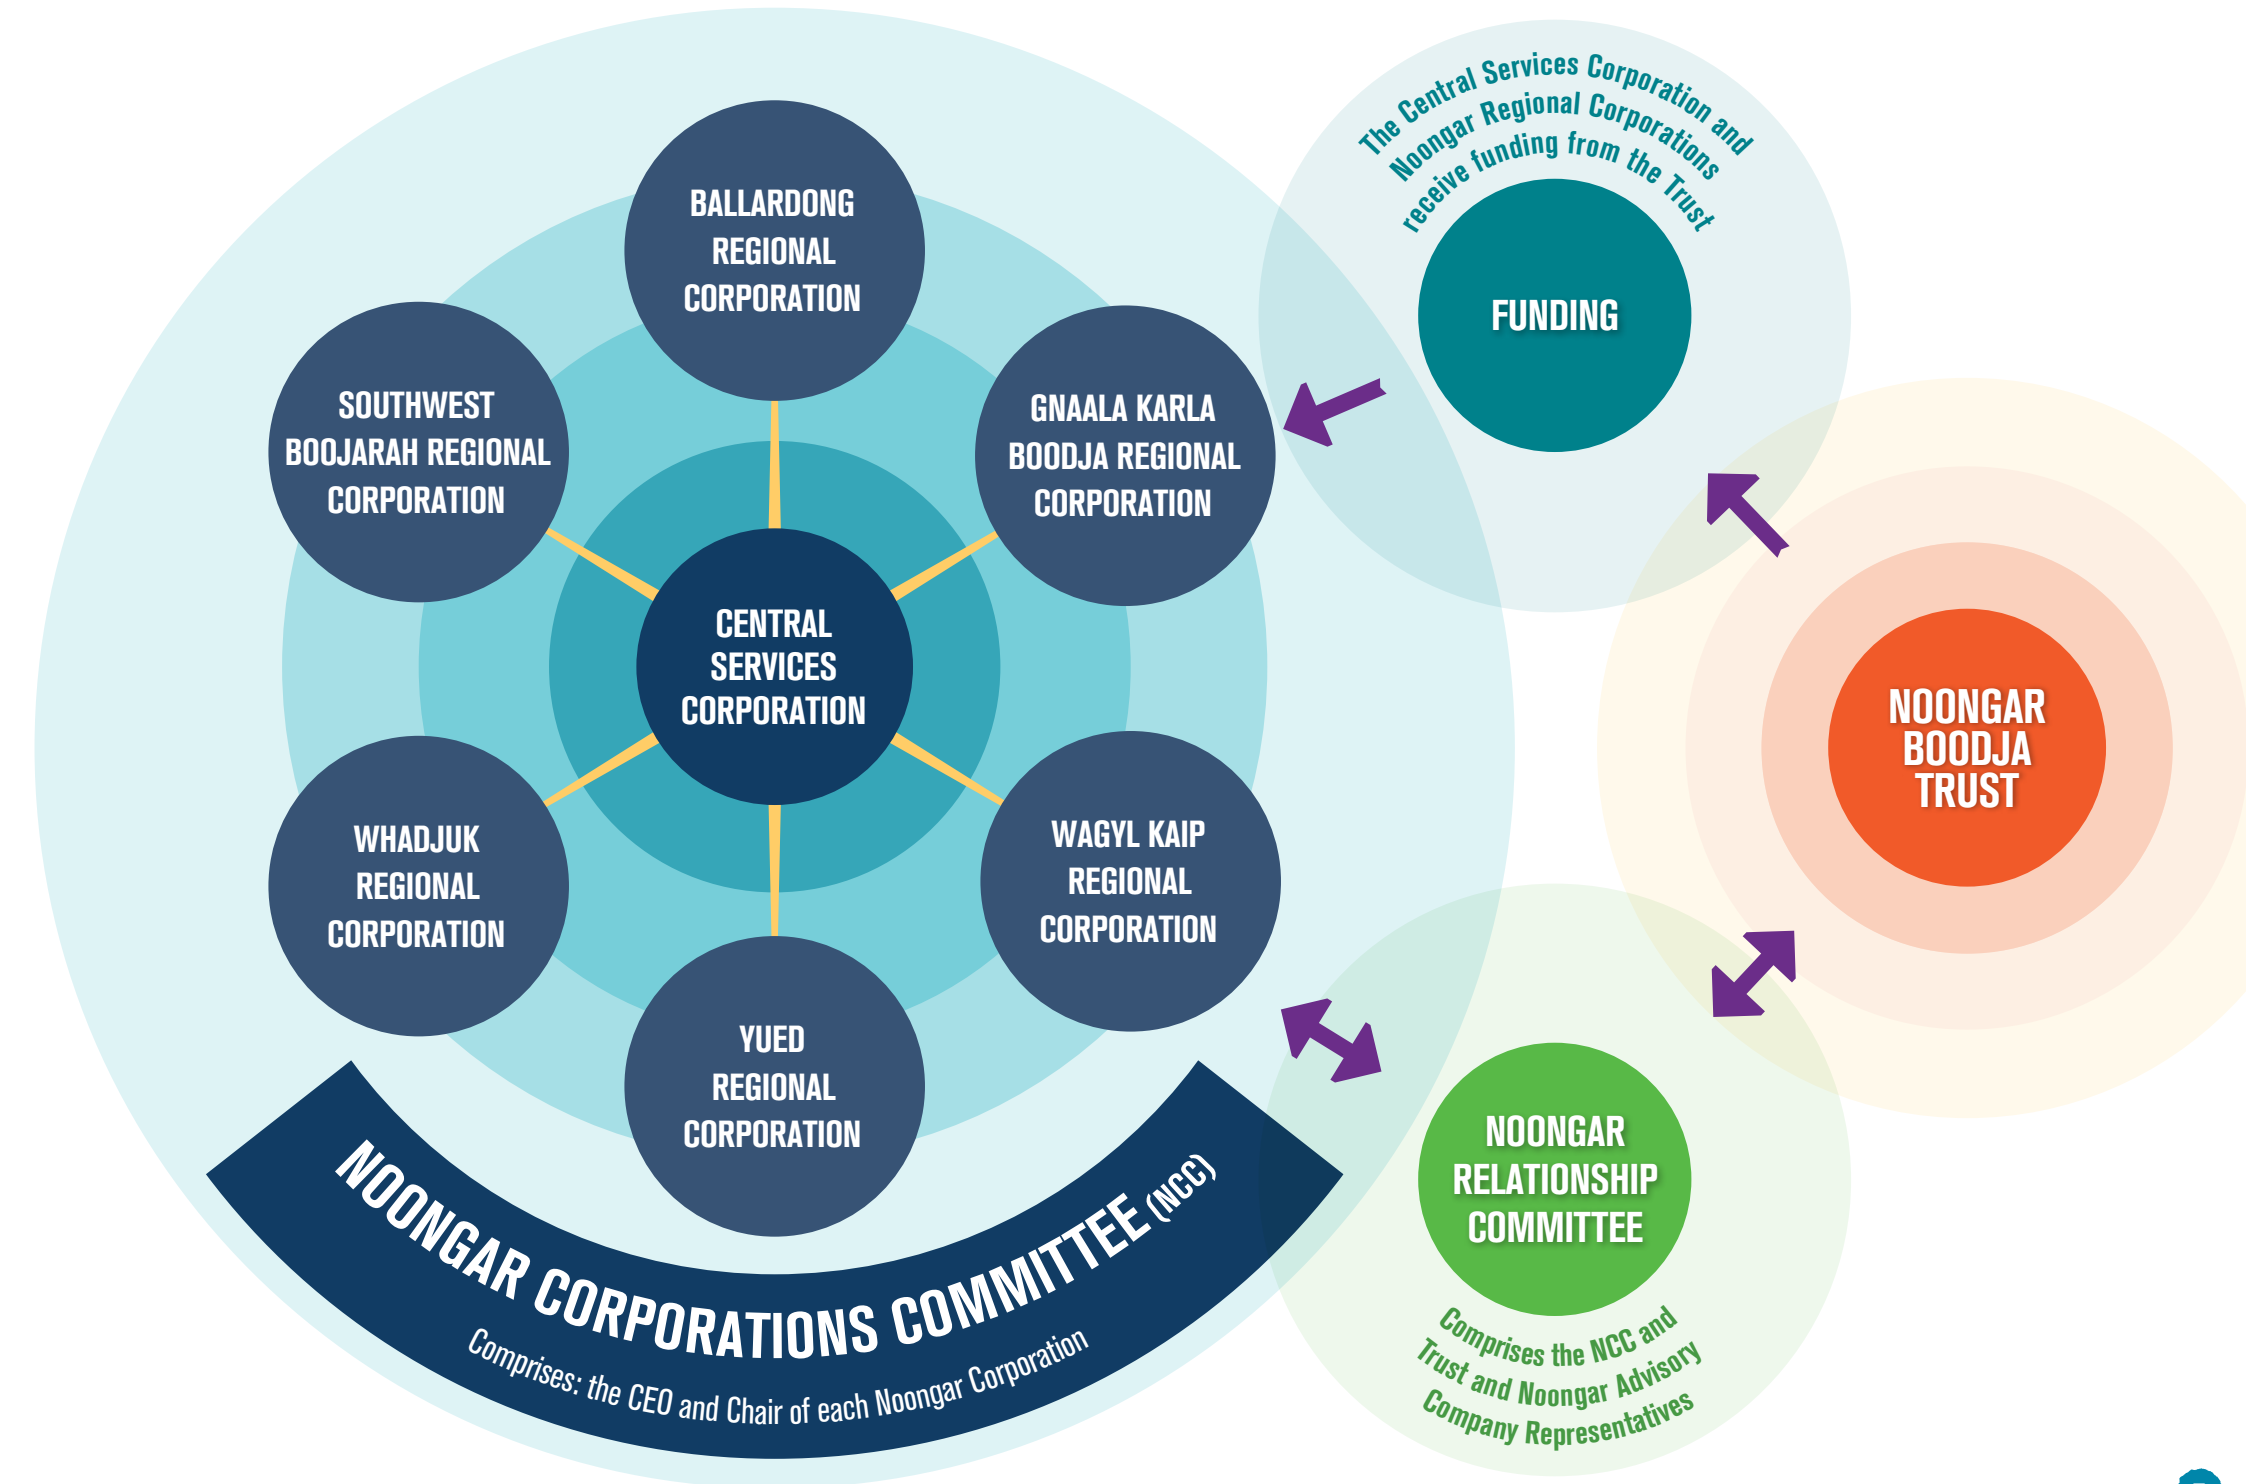 BALLARDONG
REGIONAL
CORPORATION
SOUTHWEST
BOOJARAH REGIONAL
CORPORATION
GNAALA KARLA
BOODJA REGIONAL
CORPORATION
CENTRAL
SERVICES
CORPORATION
WHADJUK
REGIONAL
CORPORATION
WAGYL KAIP
REGIONAL
CORPORATION
YUED
REGIONAL
CORPORATION
NOONGAR CORPORATIONS COMMITTEE (NCC)
Comprises: the CEO and Chair of each Noongar Corporation
The Central Services Corporation and
Noongar Regional Corporations
receive funding from the Trust
FUNDING
NOONGAR
BOODJA
TRUST
NOONGAR
RELATIONSHIP
COMMITTEE
Comprises the NCC and
Trust and Noongar Advisory
Company Representatives